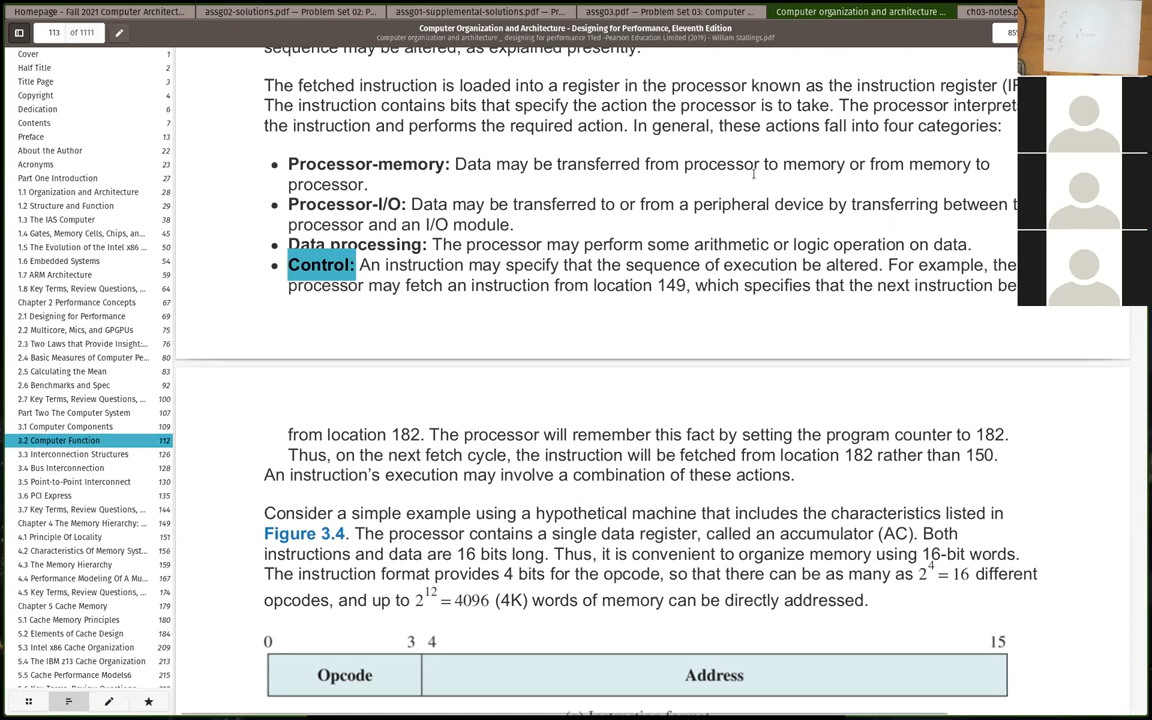 Homepage - Fall 2021 Computer Architect...
assg02-solutions.pdf — Problem Set 02: P...
assg01-supplemental-solutions.pdf — Pr...
assg03.pdf — Problem Set 03: Computer ...
Computer organization and architecture ...
ch03-notes.p
113 of 1111
Computer Organization and Architecture - Designing for Performance, Eleventh Edition
Computer organization and architecture _ designing for performance 11ed -Pearson Education Limited (2019) - William Stallings.pdf
85
Cover 1
Half Title 2
Title Page 3
Copyright 4
Dedication 6
Contents 7
Preface 13
About the Author 22
Acronyms 23
Part One Introduction 27
1.1 Organization and Architecture 28
1.2 Structure and Function 29
1.3 The IAS Computer 38
1.4 Gates, Memory Cells, Chips, an... 45
1.5 The Evolution of the Intel x86 ... 50
1.6 Embedded Systems 54
1.7 ARM Architecture 59
1.8 Key Terms, Review Questions, ... 64
Chapter 2 Performance Concepts 67
2.1 Designing for Performance 69
2.2 Multicore, Mics, and GPGPUs 75
2.3 Two Laws that Provide Insight:... 76
2.4 Basic Measures of Computer Pe... 80
2.5 Calculating the Mean 83
2.6 Benchmarks and Spec 92
2.7 Key Terms, Review Questions, ... 100
Part Two The Computer System 107
3.1 Computer Components 109
3.2 Computer Function 112
3.3 Interconnection Structures 126
3.4 Bus Interconnection 128
3.5 Point-to-Point Interconnect 130
3.6 PCI Express 135
3.7 Key Terms, Review Questions, ... 144
Chapter 4 The Memory Hierarchy: ... 149
4.1 Principle Of Locality 151
4.2 Characteristics Of Memory Syst... 156
4.3 The Memory Hierarchy 159
4.4 Performance Modeling Of A Mu... 167
4.5 Key Terms, Review Questions, ... 174
Chapter 5 Cache Memory 179
5.1 Cache Memory Principles 180
5.2 Elements of Cache Design 184
5.3 Intel x86 Cache Organization 209
5.4 The IBM z13 Cache Organization 213
5.5 Cache Performance Models6 215
sequence may be altered, as explained presently.
The fetched instruction is loaded into a register in the processor known as the instruction register (IR
The instruction contains bits that specify the action the processor is to take. The processor interpret
the instruction and performs the required action. In general, these actions fall into four categories:
• Processor-memory: Data may be transferred from processor to memory or from memory to
processor.
• Processor-I/O: Data may be transferred to or from a peripheral device by transferring between t
processor and an I/O module.
• Data processing: The processor may perform some arithmetic or logic operation on data.
• Control: An instruction may specify that the sequence of execution be altered. For example, the
processor may fetch an instruction from location 149, which specifies that the next instruction be
from location 182. The processor will remember this fact by setting the program counter to 182.
Thus, on the next fetch cycle, the instruction will be fetched from location 182 rather than 150.
An instruction's execution may involve a combination of these actions.
Consider a simple example using a hypothetical machine that includes the characteristics listed in
Figure 3.4. The processor contains a single data register, called an accumulator (AC). Both
instructions and data are 16 bits long. Thus, it is convenient to organize memory using 16-bit words.
The instruction format provides 4 bits for the opcode, so that there can be as many as 2⁴ = 16 different
opcodes, and up to 2¹² = 4096 (4K) words of memory can be directly addressed.
0 3 4 15
Opcode Address